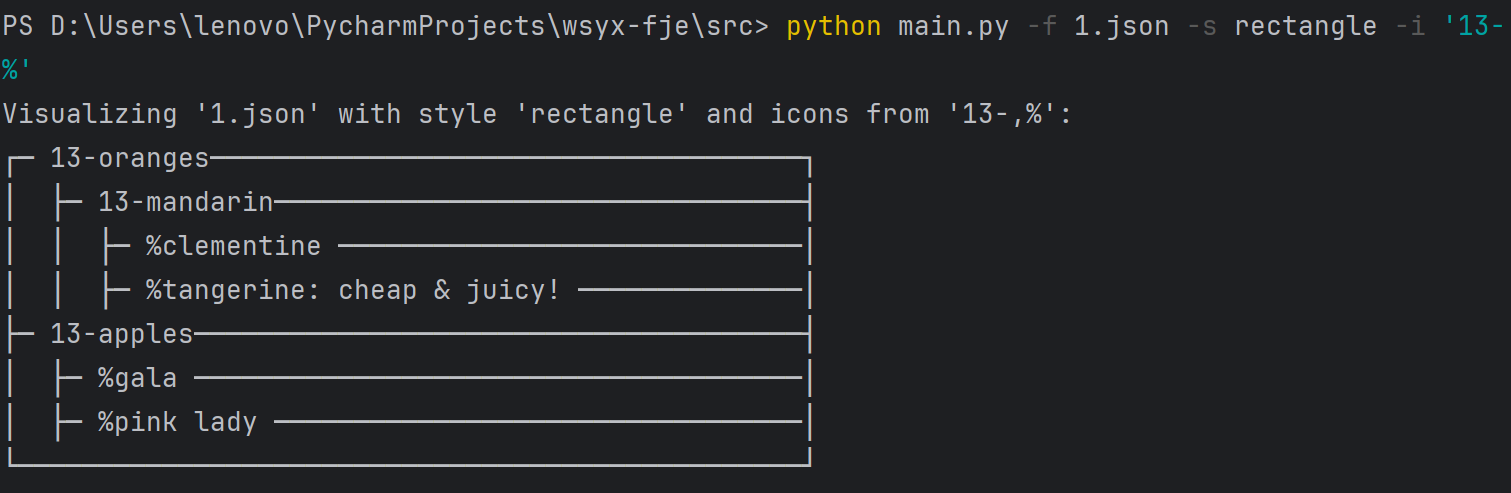 PS D:\Users\lenovo\PycharmProjects\wsyx-fje\src> python main.py -f 1.json -s rectangle -i '13-
%'
Visualizing '1.json' with style 'rectangle' and icons from '13-,%':
┌─ 13-oranges─────────────────────────────────────┐
│  ├─ 13-mandarin─────────────────────────────────┤
│  │  ├─ %clementine ─────────────────────────────│
│  │  ├─ %tangerine: cheap & juicy! ──────────────│
├─ 13-apples──────────────────────────────────────┤
│  ├─ %gala ──────────────────────────────────────│
│  ├─ %pink lady ─────────────────────────────────│
└─────────────────────────────────────────────────┘